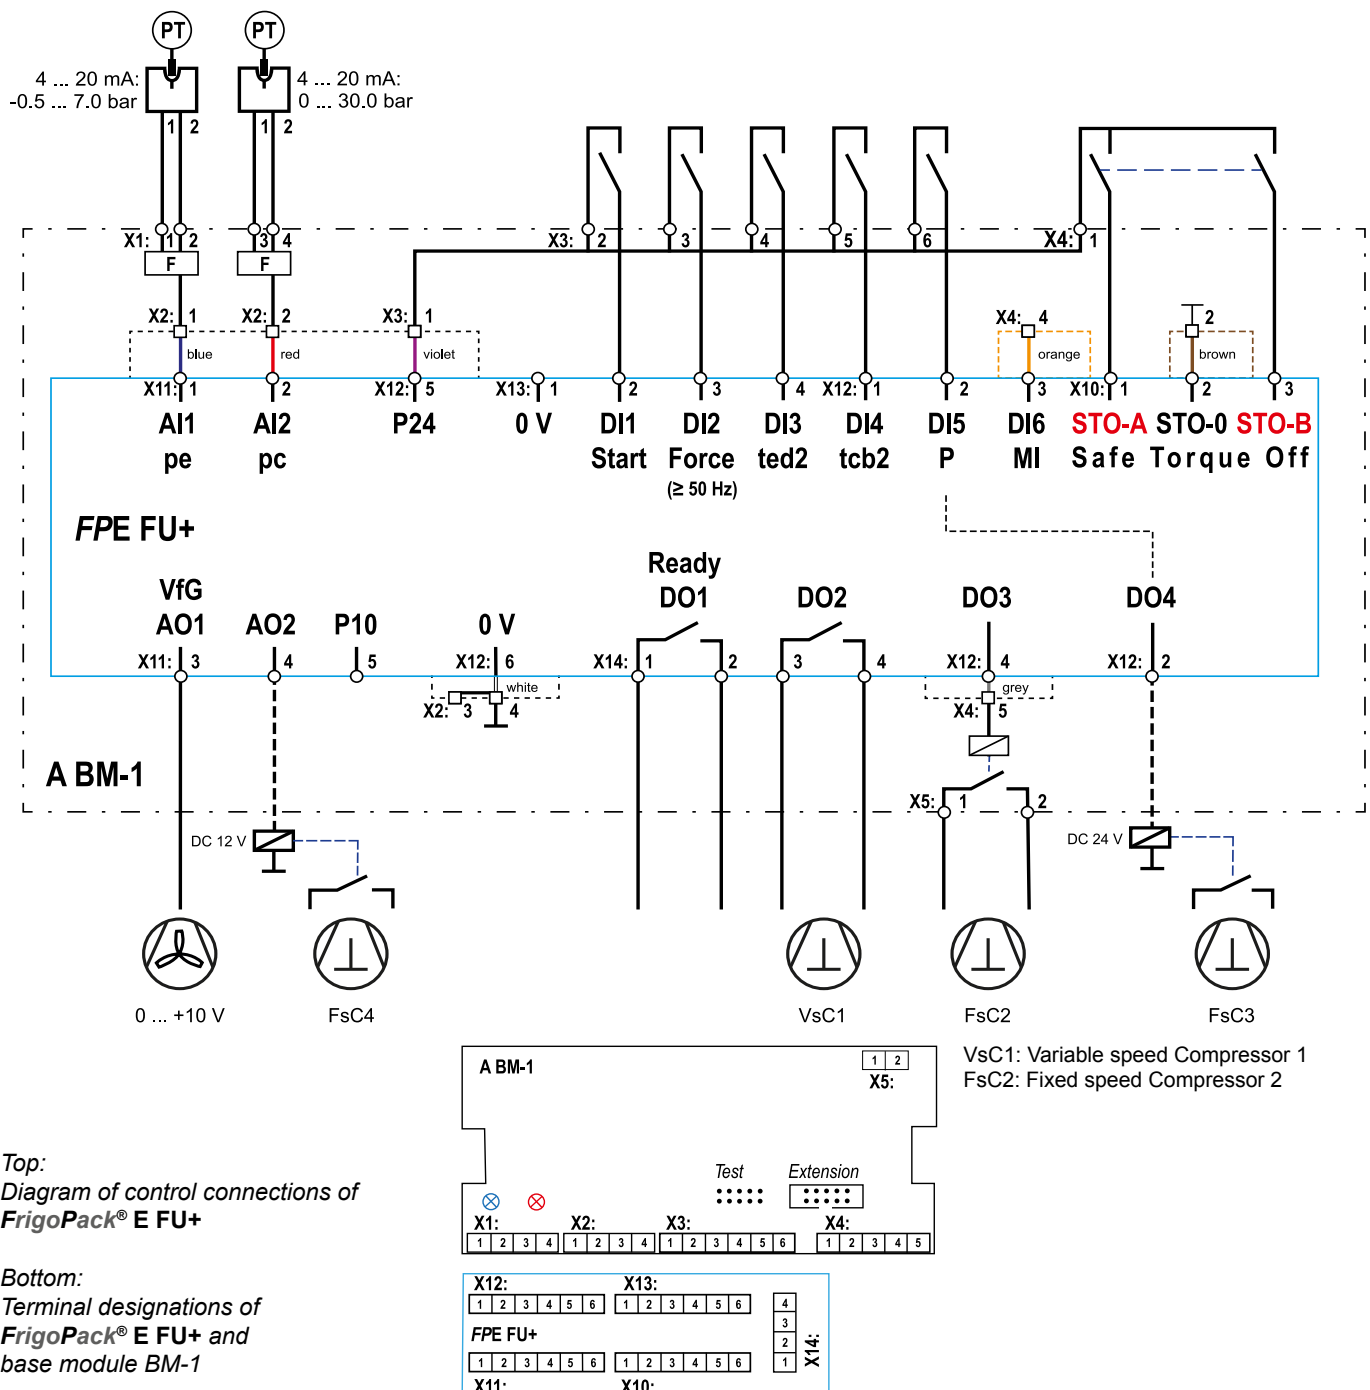 PT PT
4 ... 20 mA: 4 ... 20 mA:
-0.5 ... 7.0 bar 0 ... 30.0 bar
1 2 1 2
X1: 1 2 3 4 X3: 2 3 4 5 6 X4: 1
F F
X2: 1 X2: 2 X3: 1 X4: 4 2
blue red violet orange brown
X11: 1 2 X12: 5 X13: 1 2 3 4 X12: 1 2 3 X10: 1 2 3
AI1 AI2 P24 0 V DI1 DI2 DI3 DI4 DI5 DI6 STO-A STO-0 STO-B
pe pc Start Force ted2 tcb2 P MI Safe Torque Off
(≥ 50 Hz)
FPE FU+
Ready
VfG DO1 DO2 DO3 DO4
AO1 AO2 P10 0 V
X11: 3 4 5 X12: 6 X14: 1 2 3 4 X12: 4 X12: 2
white grey
X2: 3 4 X4: 5
A BM-1
X5: 1 2
DC 12 V DC 24 V
0 ... +10 V FsC4 VsC1 FsC2 FsC3
VsC1: Variable speed Compressor 1
FsC2: Fixed speed Compressor 2
A BM-1
1 2
X5:
Test Extension
X1: X2: X3: X4:
1 2 3 4 1 2 3 4 1 2 3 4 5 6 1 2 3 4 5
X12: X13:
1 2 3 4 5 6 1 2 3 4 5 6
4
3
2
1
X14:
FPE FU+
1 2 3 4 5 6 1 2 3 4 5 6
X11: X10:
Top:
Diagram of control connections of
FrigoPack® E FU+
Bottom:
Terminal designations of
FrigoPack® E FU+ and
base module BM-1